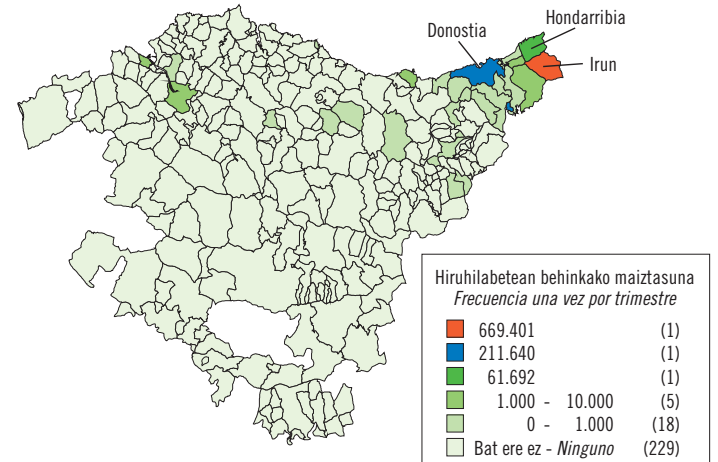 Hondarribia
Donostia
Irun
Hiruhilabetean behinkako maiztasuna
Frecuencia una vez por trimestre
669.401 (1)
211.640 (1)
61.692 (1)
1.000 - 10.000 (5)
0 - 1.000 (18)
Bat ere ez - Ninguno (229)